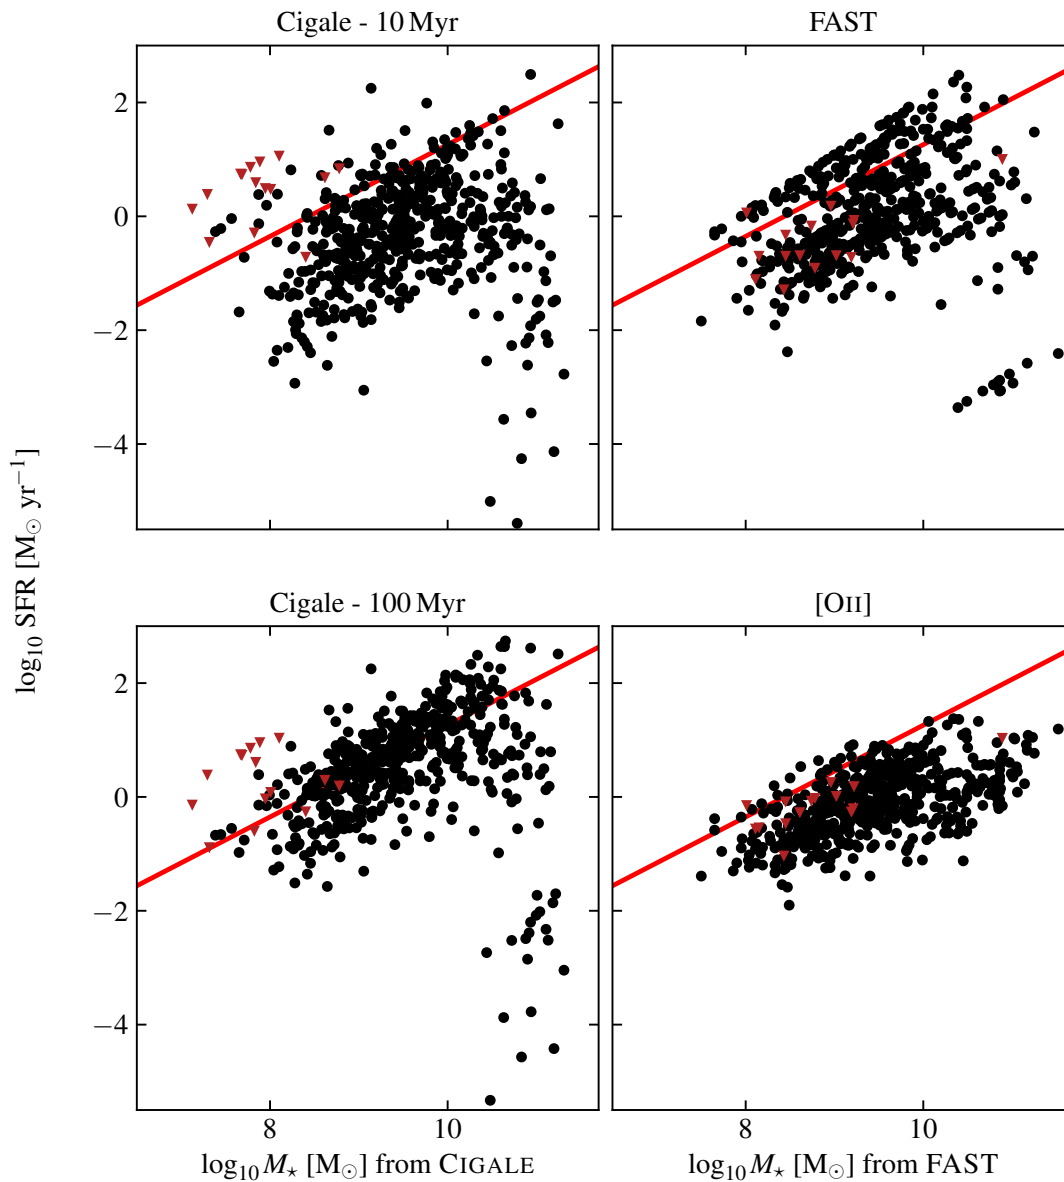 Cigale - 10 Myr
FAST
2
0
−2
−4
log₁₀ SFR [M☉ yr⁻¹]
Cigale - 100 Myr
[OII]
2
0
−2
−4
8
10
8
10
log₁₀ M⋆ [M☉] from CIGALE
log₁₀ M⋆ [M☉] from FAST